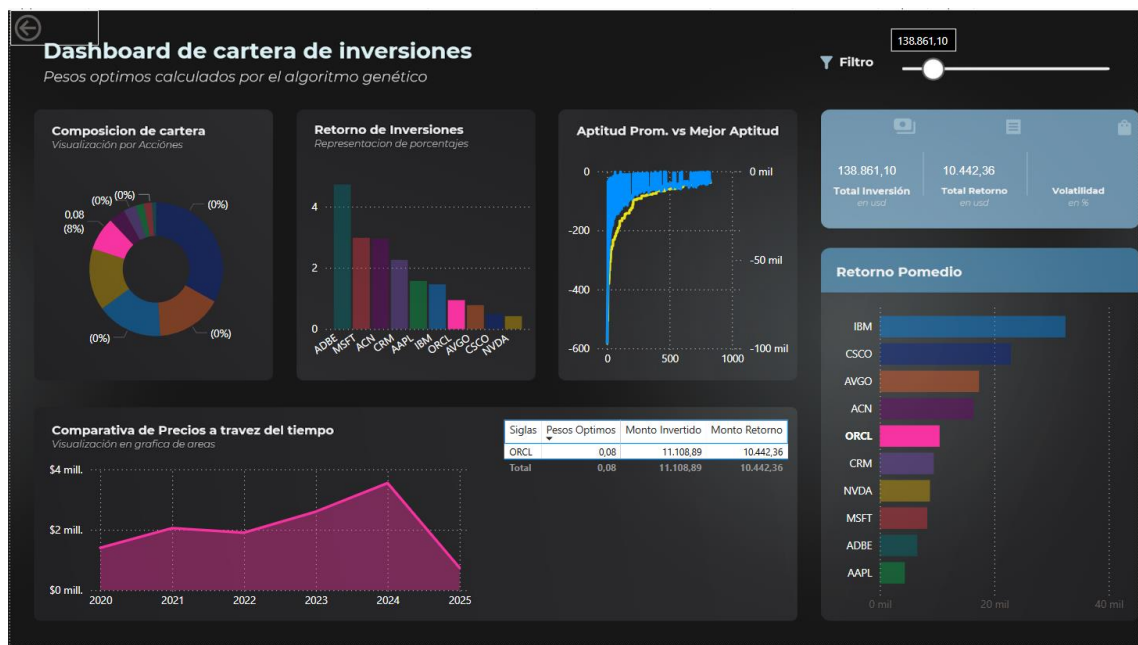 Dashboard de cartera de inversiones
Pesos optimos calculados por el algoritmo genético
Filtro
138.861,10
Composicion de cartera
Visualización por Acciónes
0,08
(8%)
(0%)
(0%)
(0%)
(0%)
(0%)
(0%)
Retorno de Inversiones
Representacion de porcentajes
4
2
0
ADBE
MSFT
ACN
CRM
AAPL
IBM
ORCL
AVGO
CSCO
NVDA
Aptitud Prom. vs Mejor Aptitud
0
-200
-400
-600
0 mil
-50 mil
-100 mil
0
500
1000
138.861,10
Total Inversión
en usd
10.442,36
Total Retorno
en usd
Volatilidad
en %
Retorno Pomedio
IBM
CSCO
AVGO
ACN
ORCL
CRM
NVDA
MSFT
ADBE
AAPL
0 mil
20 mil
40 mil
Comparativa de Precios a travez del tiempo
Visualización en grafica de areas
$4 mill.
$2 mill.
$0 mill.
2020
2021
2022
2023
2024
2025
Siglas Pesos Optimos Monto Invertido Monto Retorno
ORCL 0,08 11.108,89 10.442,36
Total 0,08 11.108,89 10.442,36